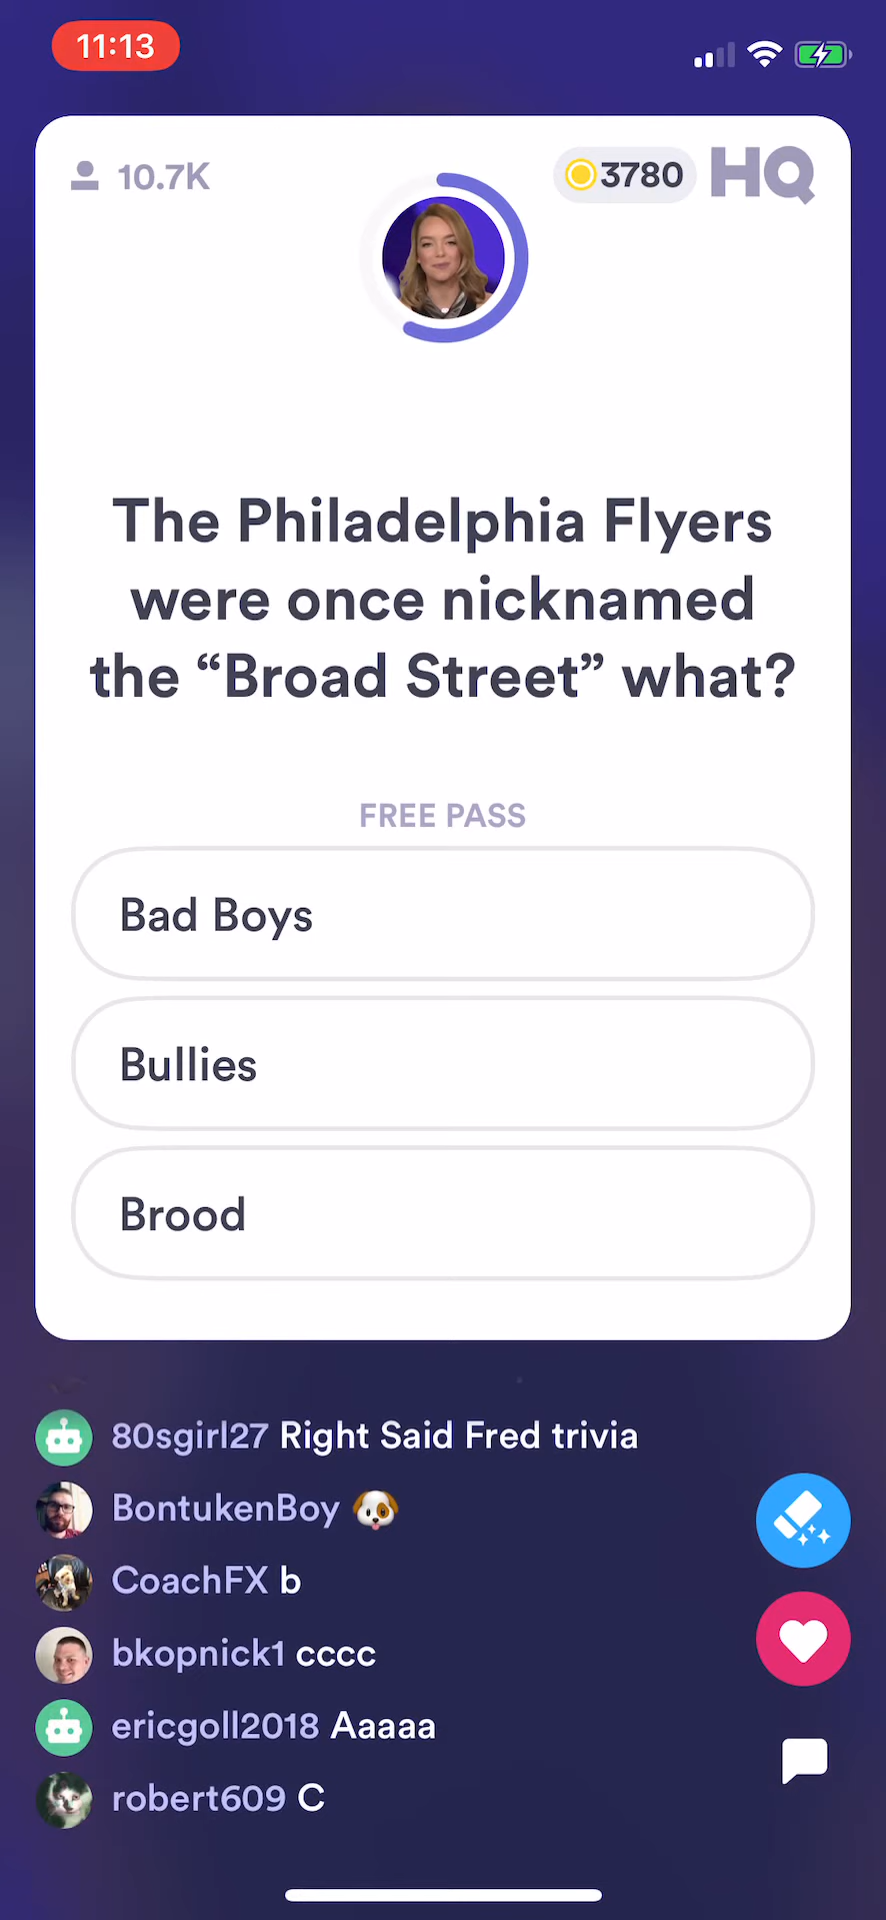 11:13
10.7K
3780 HQ
The Philadelphia Flyers
were once nicknamed
the “Broad Street” what?
FREE PASS
Bad Boys
Bullies
Brood
80sgirl27 Right Said Fred trivia
BontukenBoy 🐶
CoachFX b
bkopnick1 cccc
ericgoll2018 Aaaaa
robert609 C